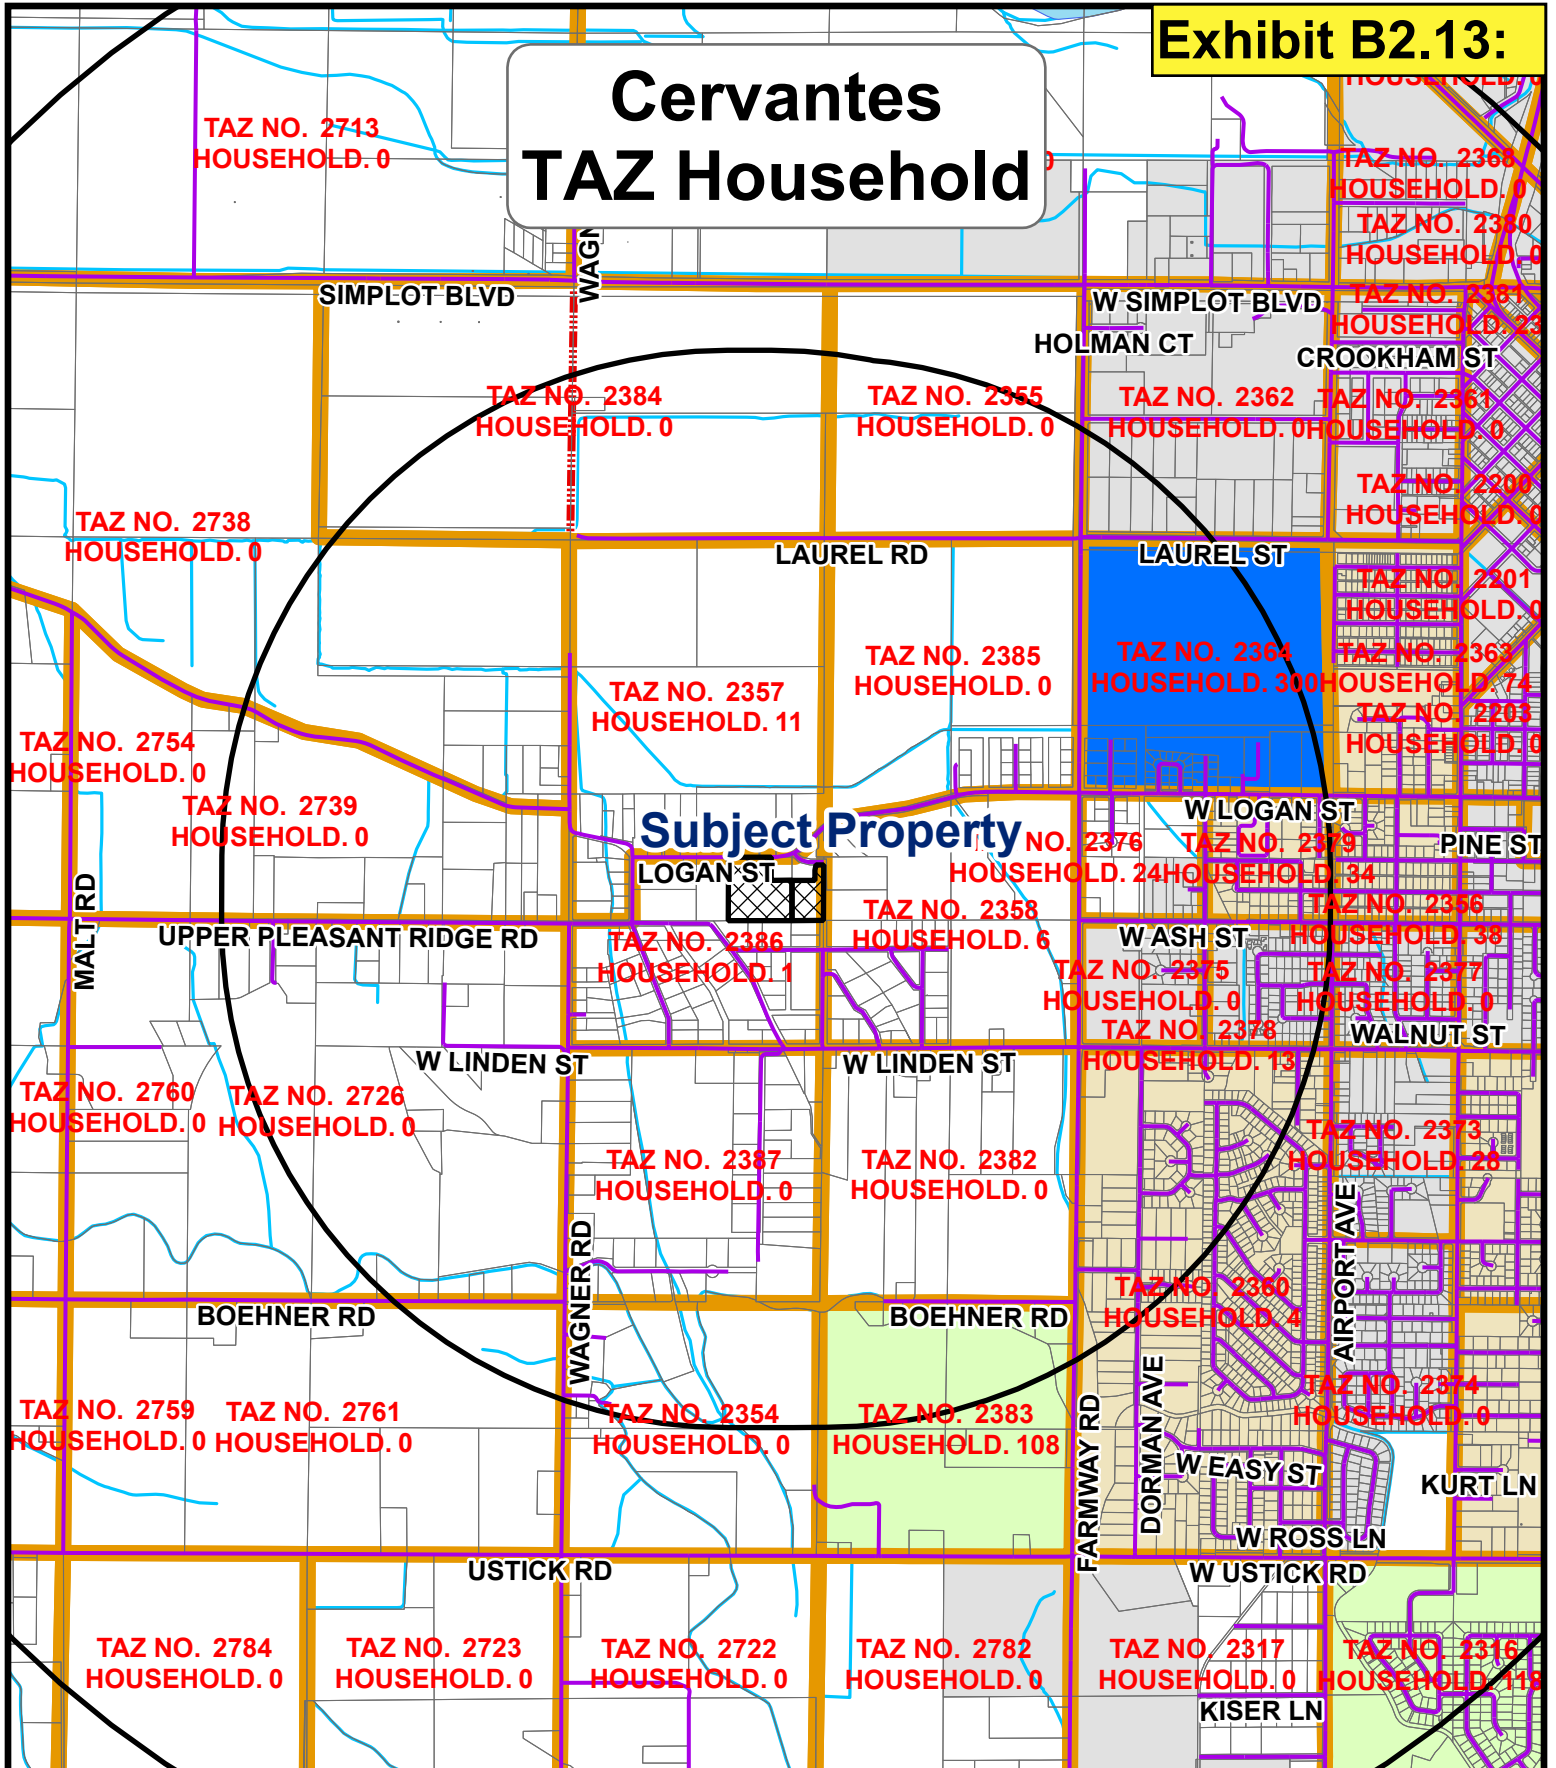 Exhibit B2.13:
Cervantes
TAZ Household
HOUSEHOLD. 0
TAZ NO. 2713
HOUSEHOLD. 0
0
TAZ NO. 2368
HOUSEHOLD. 0
TAZ NO. 2380
HOUSEHOLD. 0
WAGN
SIMPLOT BLVD
W SIMPLOT BLVD
TAZ NO. 2381
HOUSEHOLD. 23
HOLMAN CT
CROOKHAM ST
TAZ NO. 2384
HOUSEHOLD. 0
TAZ NO. 2365
HOUSEHOLD. 0
TAZ NO. 2362
HOUSEHOLD. 0
TAZ NO. 2361
HOUSEHOLD. 0
TAZ NO. 2200
HOUSEHOLD. 0
TAZ NO. 2738
HOUSEHOLD. 0
LAUREL RD
LAUREL ST
TAZ NO. 2201
HOUSEHOLD. 0
TAZ NO. 2385
HOUSEHOLD. 0
TAZ NO. 2364
HOUSEHOLD. 300
TAZ NO. 2363
HOUSEHOLD. 74
TAZ NO. 2357
HOUSEHOLD. 11
TAZ NO. 2203
HOUSEHOLD. 0
TAZ NO. 2754
HOUSEHOLD. 0
TAZ NO. 2739
HOUSEHOLD. 0
Subject Property
W LOGAN ST
NO. 2376
HOUSEHOLD. 24
TAZ NO. 2379
HOUSEHOLD. 34
PINE ST
LOGAN ST
MALT RD
TAZ NO. 2358
HOUSEHOLD. 6
TAZ NO. 2356
HOUSEHOLD. 38
UPPER PLEASANT RIDGE RD
TAZ NO. 2386
HOUSEHOLD. 1
W ASH ST
TAZ NO. 2375
HOUSEHOLD. 0
TAZ NO. 2377
HOUSEHOLD. 0
TAZ NO. 2378
HOUSEHOLD. 13
WALNUT ST
W LINDEN ST
W LINDEN ST
TAZ NO. 2760
HOUSEHOLD. 0
TAZ NO. 2726
HOUSEHOLD. 0
TAZ NO. 2373
HOUSEHOLD. 28
TAZ NO. 2387
HOUSEHOLD. 0
TAZ NO. 2382
HOUSEHOLD. 0
WAGNER RD
AIRPORT AVE
TAZ NO. 2360
HOUSEHOLD. 4
BOEHNER RD
BOEHNER RD
DORMAN AVE
FARMWAY RD
TAZ NO. 2374
HOUSEHOLD. 0
TAZ NO. 2759
HOUSEHOLD. 0
TAZ NO. 2761
HOUSEHOLD. 0
TAZ NO. 2354
HOUSEHOLD. 0
TAZ NO. 2383
HOUSEHOLD. 108
W EASY ST
KURT LN
W ROSS LN
USTICK RD
W USTICK RD
TAZ NO. 2784
HOUSEHOLD. 0
TAZ NO. 2723
HOUSEHOLD. 0
TAZ NO. 2722
HOUSEHOLD. 0
TAZ NO. 2782
HOUSEHOLD. 0
TAZ NO. 2317
HOUSEHOLD. 0
TAZ NO. 2316
HOUSEHOLD. 118
KISER LN